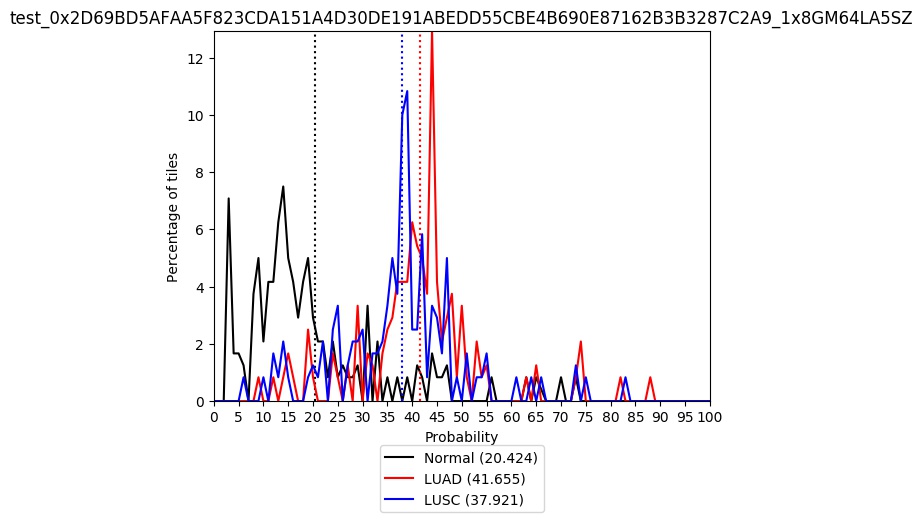 test_0x2D69BD5AFAA5F823CDA151A4D30DE191ABEDD55CBE4B690E87162B3B3287C2A9_1x8GM64LA5SZ
12
10
8
6
4
2
0
Percentage of tiles
0 5 10 15 20 25 30 35 40 45 50 55 60 65 70 75 80 85 90 95 100
Probability
Normal (20.424)
LUAD (41.655)
LUSC (37.921)